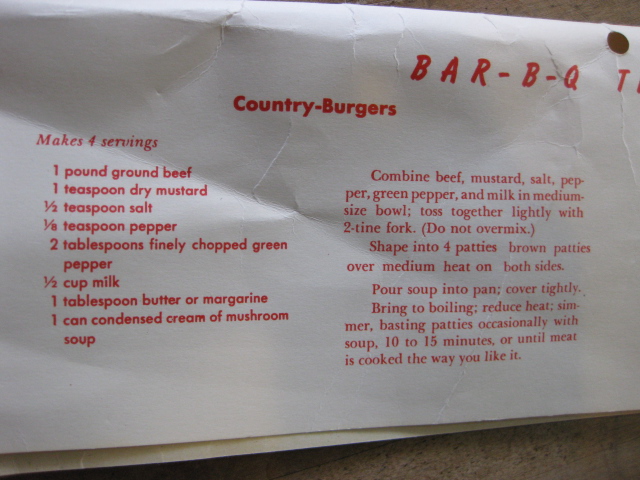 BAR-B-Q
Country-Burgers
Makes 4 servings
1 pound ground beef
1 teaspoon dry mustard
½ teaspoon salt
⅛ teaspoon pepper
2 tablespoons finely chopped green
pepper
½ cup milk
1 tablespoon butter or margarine
1 can condensed cream of mushroom
soup
Combine beef, mustard, salt, pep-
per, green pepper, and milk in medium-
size bowl; toss together lightly with
2-tine fork. (Do not overmix.)
Shape into 4 patties brown patties
over medium heat on both sides.
Pour soup into pan; cover tightly.
Bring to boiling; reduce heat; sim-
mer, basting patties occasionally with
soup, 10 to 15 minutes, or until meat
is cooked the way you like it.